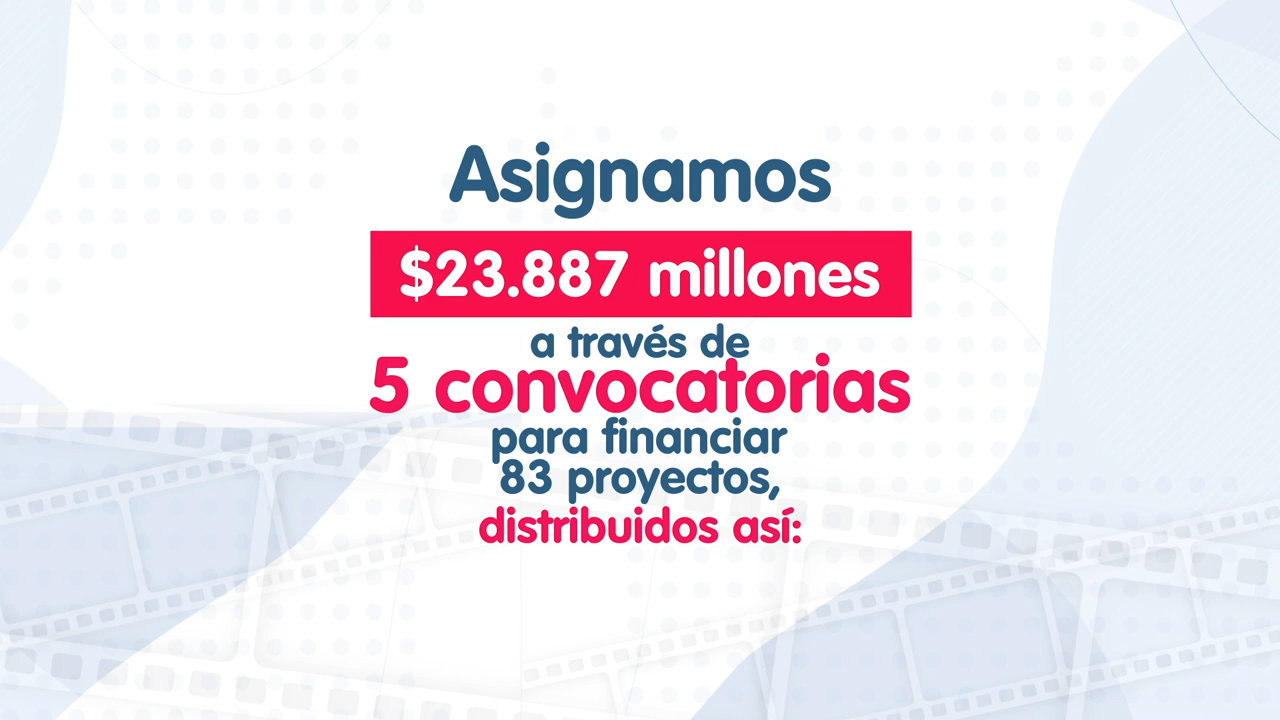 Asignamos
$23.887 millones
a través de
5 convocatorias
para financiar
83 proyectos,
distribuidos así: